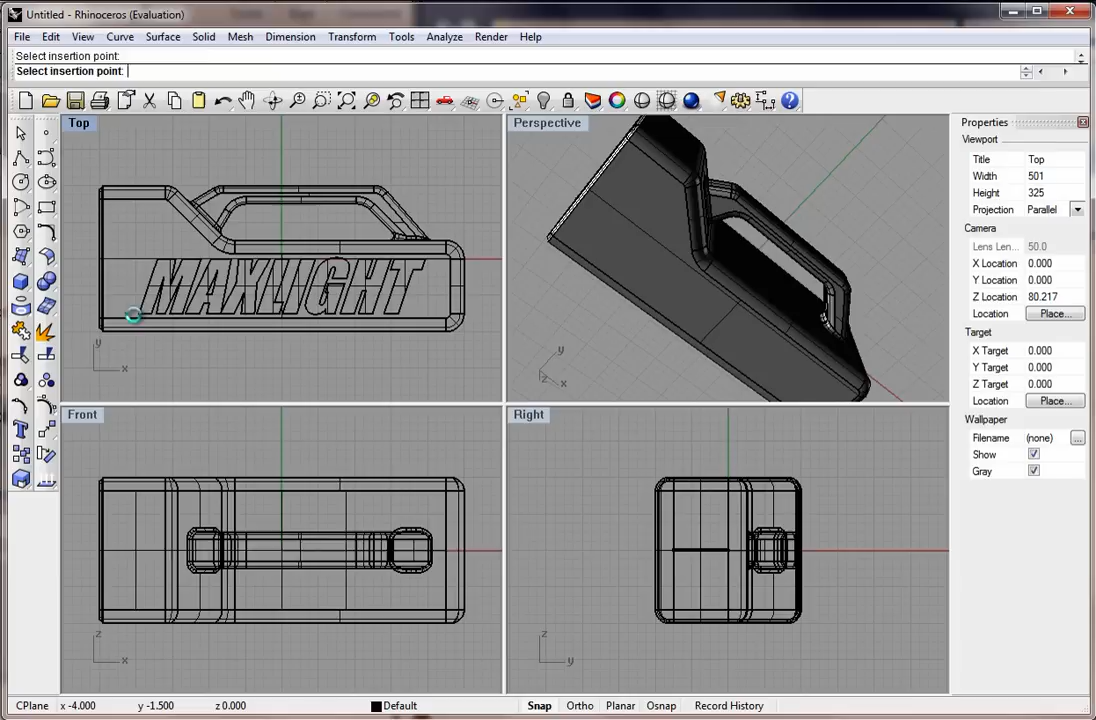 Untitled - Rhinoceros (Evaluation)
File Edit View Curve Surface Solid Mesh Dimension Transform Tools Analyze Render Help
Select insertion point:
Select insertion point:
Top
Perspective
Properties
Viewport
Title Top
Width 501
Height 325
Projection Parallel
Camera
Lens Len... 50.0
X Location 0.000
Y Location 0.000
Z Location 80.217
Location Place...
Target
X Target 0.000
Y Target 0.000
Z Target 0.000
Location Place...
Wallpaper
Filename (none) ...
Show
Gray
MAXLIGHT
y
x
y
z x
Front
Right
z
x
z
y
CPlane x -4.000 y -1.500 z 0.000 Default Snap Ortho Planar Osnap Record History